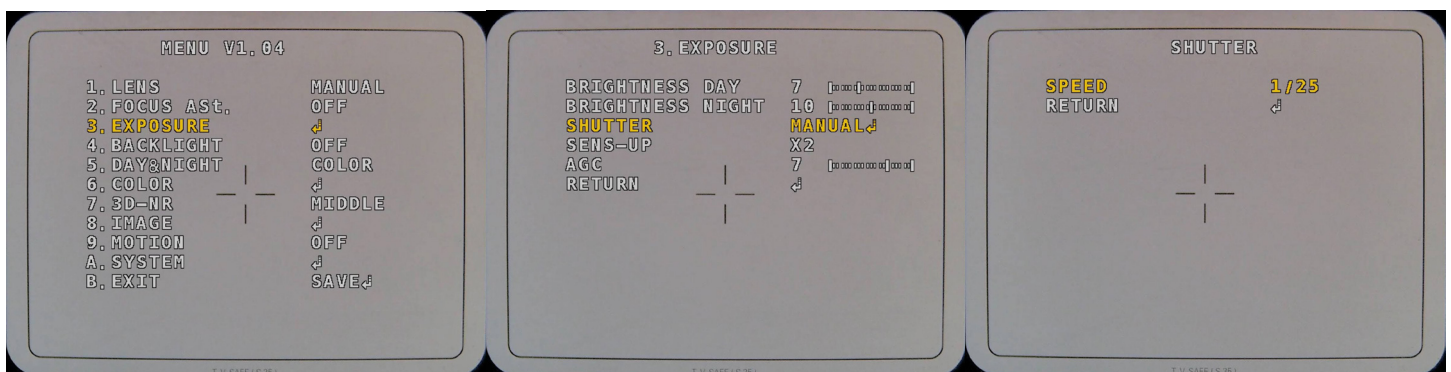 MENU V1.04
1. LENS MANUAL
2. FOCUS ASt. OFF
3. EXPOSURE ↲
4. BACKLIGHT OFF
5. DAY&NIGHT COLOR
6. COLOR ↲
7. 3D-NR MIDDLE
8. IMAGE ↲
9. MOTION OFF
A. SYSTEM ↲
B. EXIT SAVE↲
3. EXPOSURE
BRIGHTNESS DAY 7
BRIGHTNESS NIGHT 10
SHUTTER MANUAL↲
SENS-UP X2
AGC 7
RETURN ↲
SHUTTER
SPEED 1/25
RETURN ↲